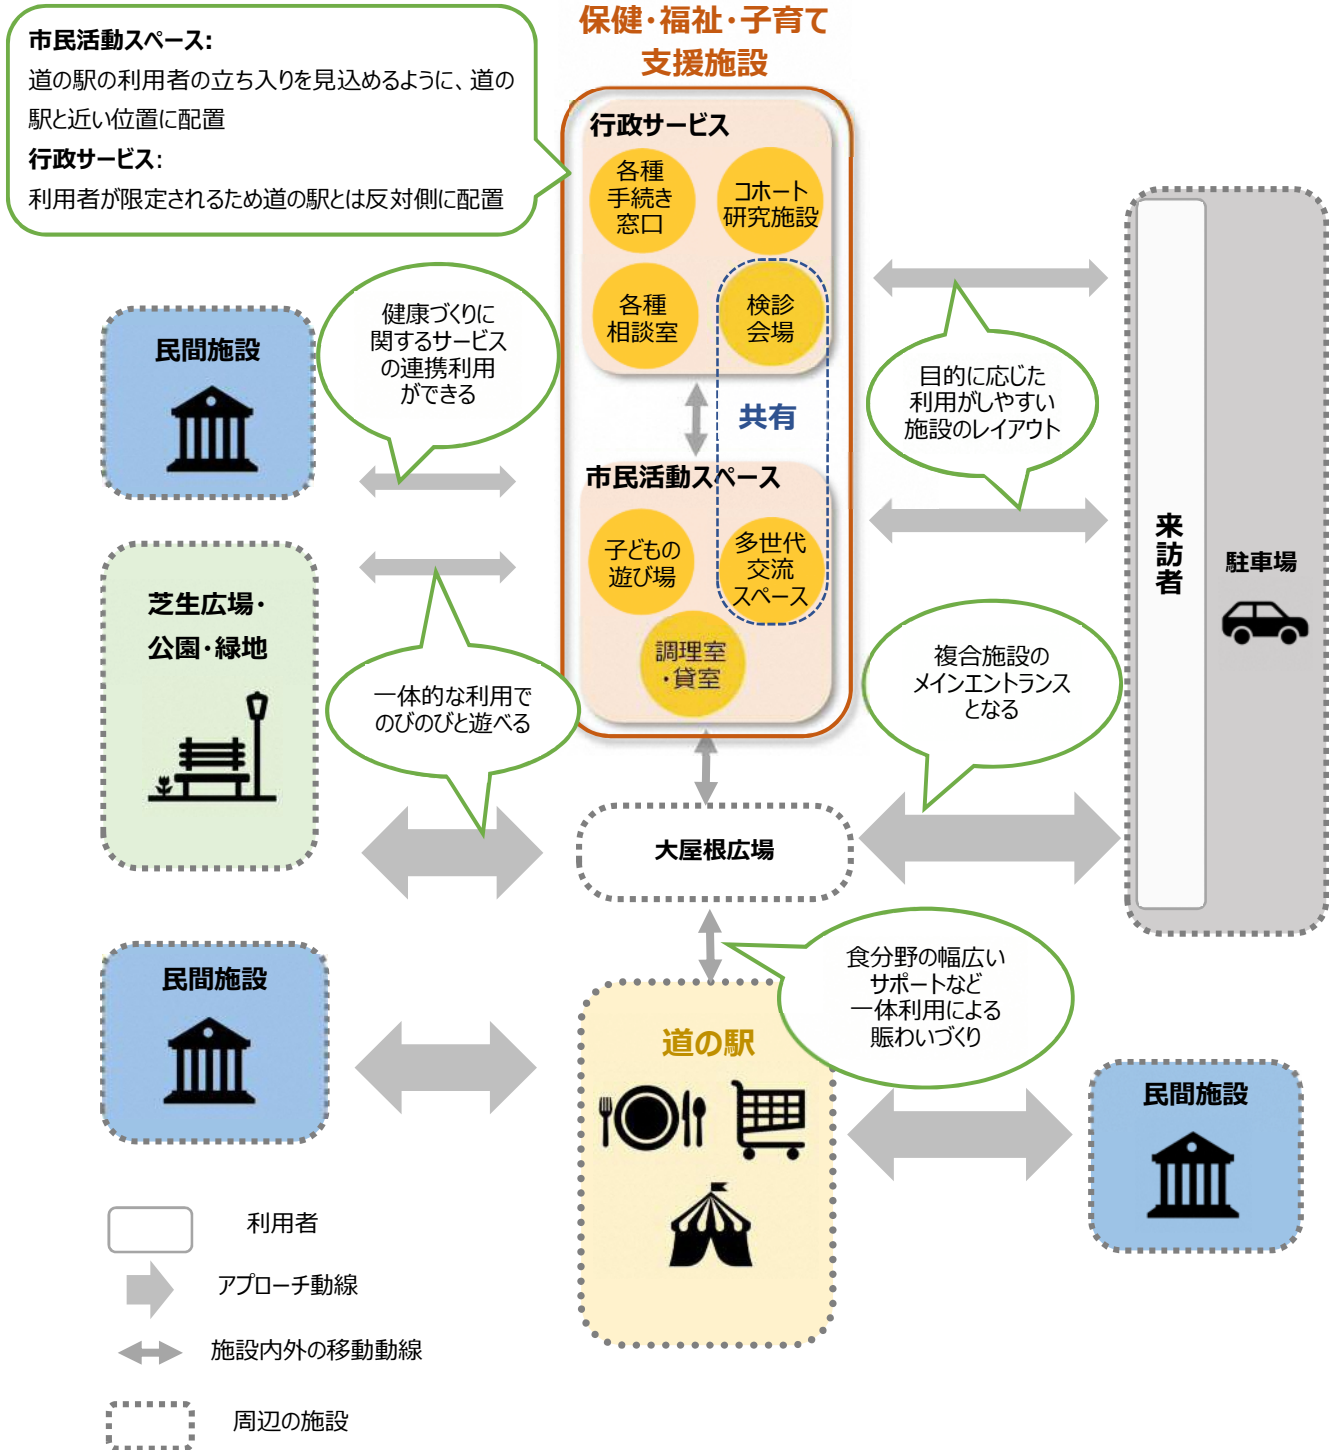 保健・福祉・子育て
支援施設
市民活動スペース:
道の駅の利用者の立ち入りを見込めるように、道の
駅と近い位置に配置
行政サービス:
利用者が限定されるため道の駅とは反対側に配置
行政サービス
各種
手続き
窓口
コホート
研究施設
各種
相談室
検診
会場
共有
市民活動スペース
子どもの
遊び場
多世代
交流
スペース
調理室
・貸室
民間施設
健康づくりに
関するサービス
の連携利用
ができる
目的に応じた
利用がしやすい
施設のレイアウト
来訪者
駐車場
芝生広場・
公園・緑地
一体的な利用で
のびのびと遊べる
複合施設の
メインエントランス
となる
大屋根広場
民間施設
食分野の幅広い
サポートなど
一体利用による
賑わいづくり
道の駅
民間施設
利用者
アプローチ動線
施設内外の移動動線
周辺の施設